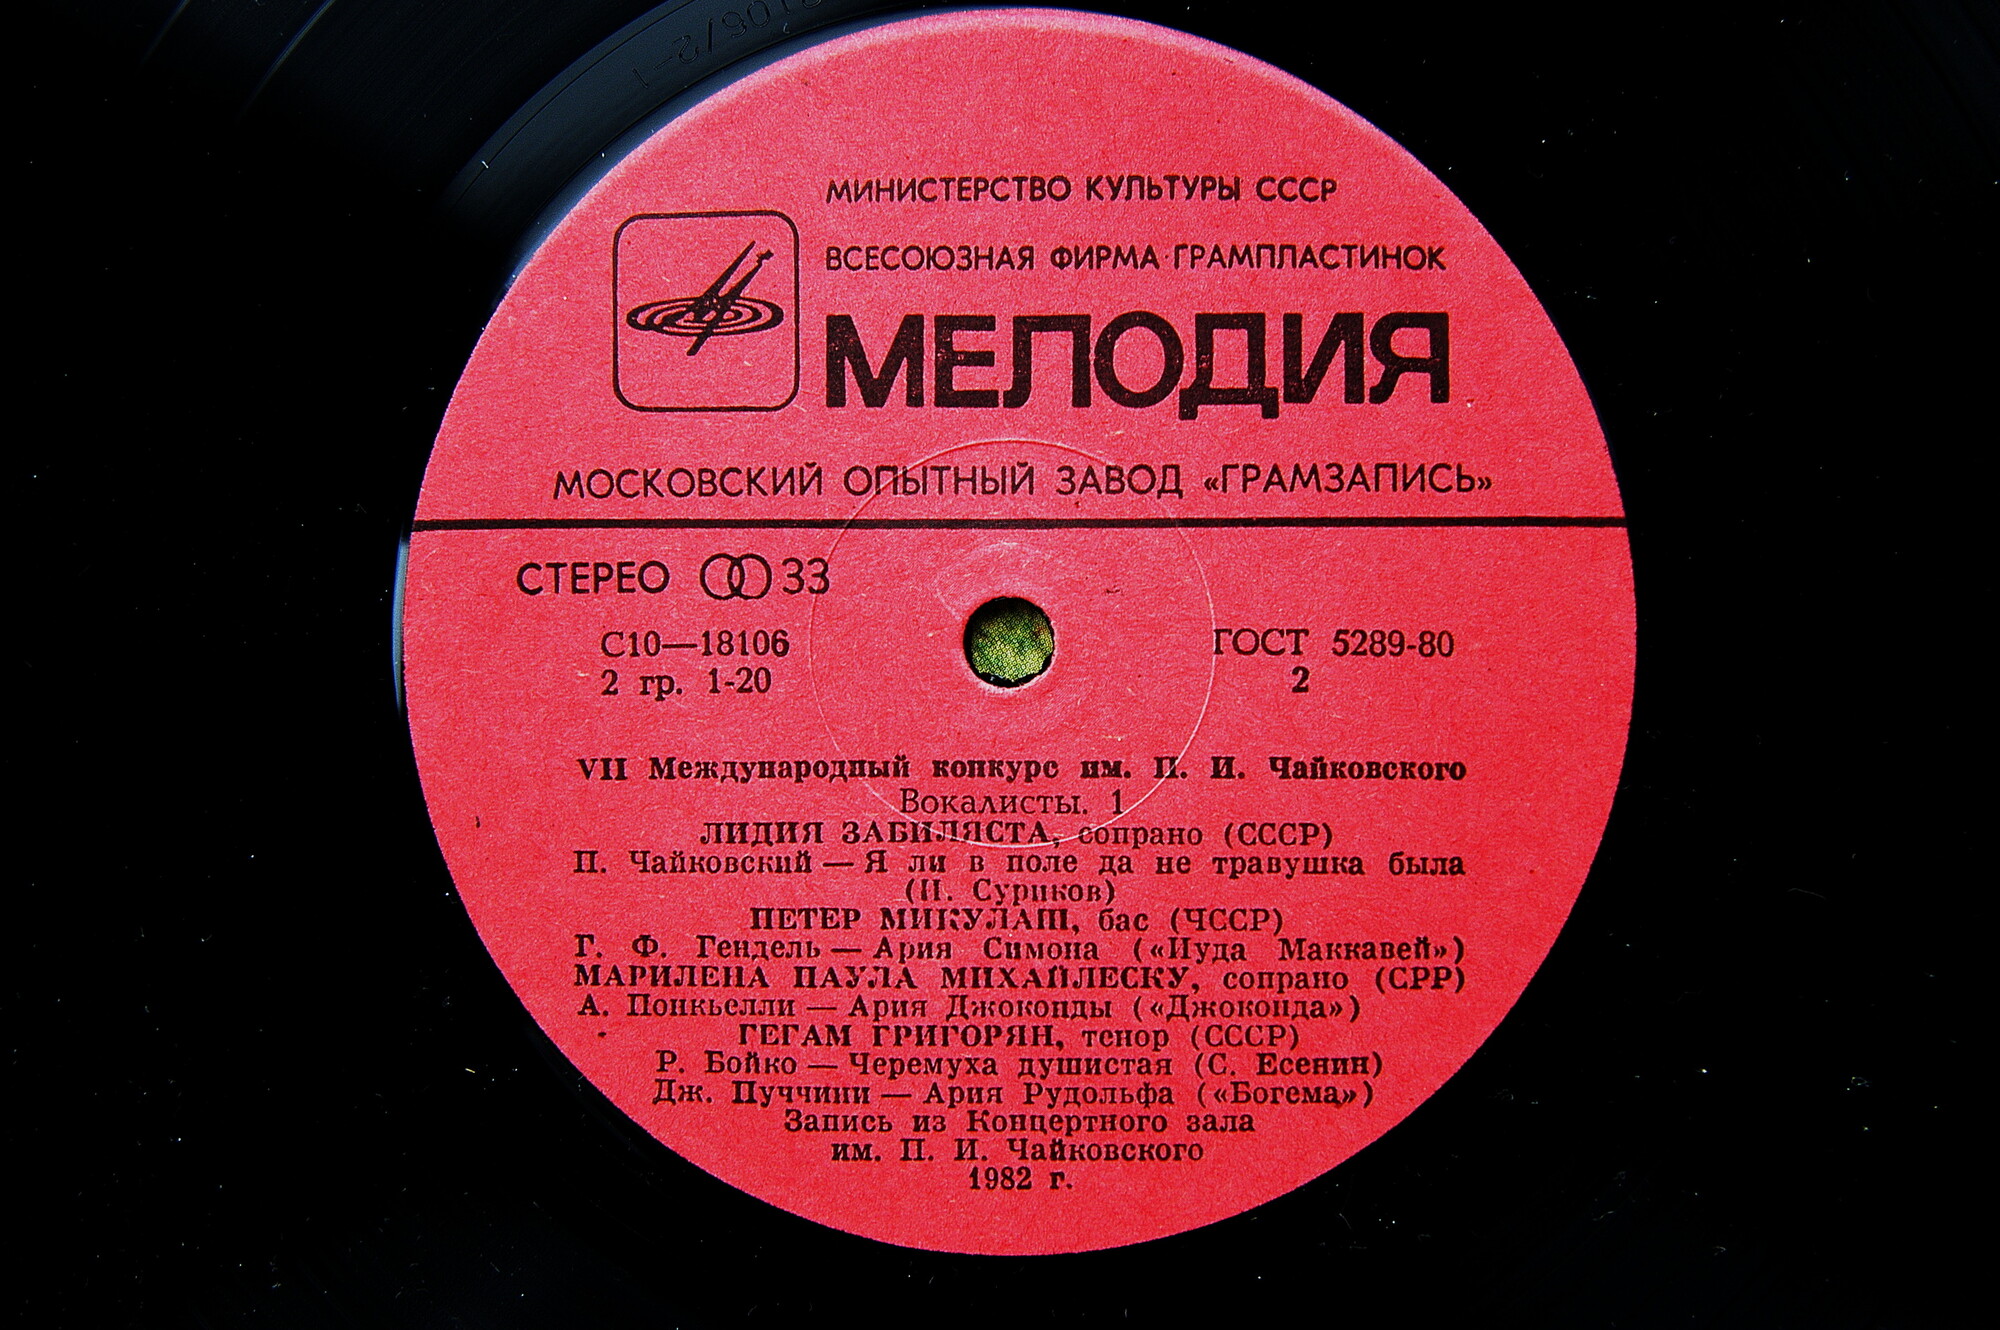 МИНИСТЕРСТВО КУЛЬТУРЫ СССР
ВСЕСОЮЗНАЯ ФИРМА ГРАМПЛАСТИНОК
МЕЛОДИЯ
МОСКОВСКИЙ ОПЫТНЫЙ ЗАВОД «ГРАМЗАПИСЬ»
СТЕРЕО 33
С10—18106 ГОСТ 5289-80
2 гр. 1-20 2
VII Международный конкурс им. П. И. Чайковского
Вокалисты. 1
ЛИДИЯ ЗАБИЛЯСТА, сопрано (СССР)
П. Чайковский — Я ли в поле да не травушка была
(И. Суриков)
ПЕТЕР МИКУЛАШ, бас (ЧССР)
Г. Ф. Гендель — Ария Симона («Иуда Маккавей»)
МАРИЛЕНА ПАУЛА МИХАЙЛЕСКУ, сопрано (СРР)
А. Понкьелли — Ария Джоконды («Джоконда»)
ГЕГАМ ГРИГОРЯН, тенор (СССР)
Р. Бойко — Черемуха душистая (С. Есенин)
Дж. Пуччини — Ария Рудольфа («Богема»)
Запись из Концертного зала
им. П. И. Чайковского
1982 г.